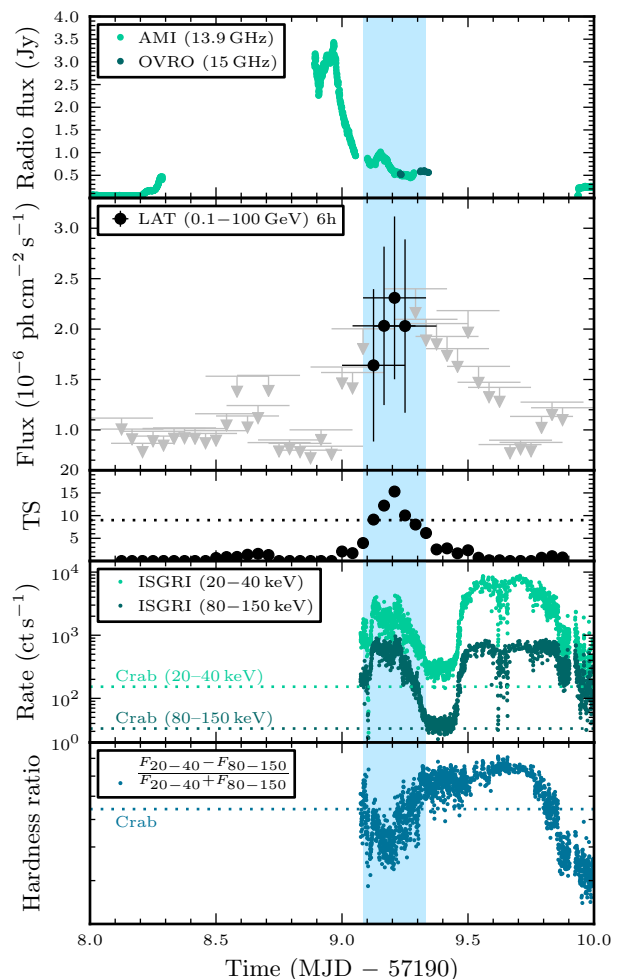 4.0
3.5
3.0
2.5
2.0
1.5
1.0
0.5
Radio flux (Jy)
AMI (13.9 GHz)
OVRO (15 GHz)
3.0
2.5
2.0
1.5
1.0
Flux (10⁻⁶ ph cm⁻² s⁻¹)
LAT (0.1−100 GeV) 6h
20
15
10
5
TS
10⁴
10³
10²
Rate (ct s⁻¹)
ISGRI (20−40 keV)
ISGRI (80−150 keV)
Crab (20–40 keV)
Crab (80–150 keV)
10⁰
Hardness ratio
F₂₀₋₄₀−F₈₀₋₁₅₀
F₂₀₋₄₀+F₈₀₋₁₅₀
Crab
8.0 8.5 9.0 9.5 10.0
Time (MJD − 57190)